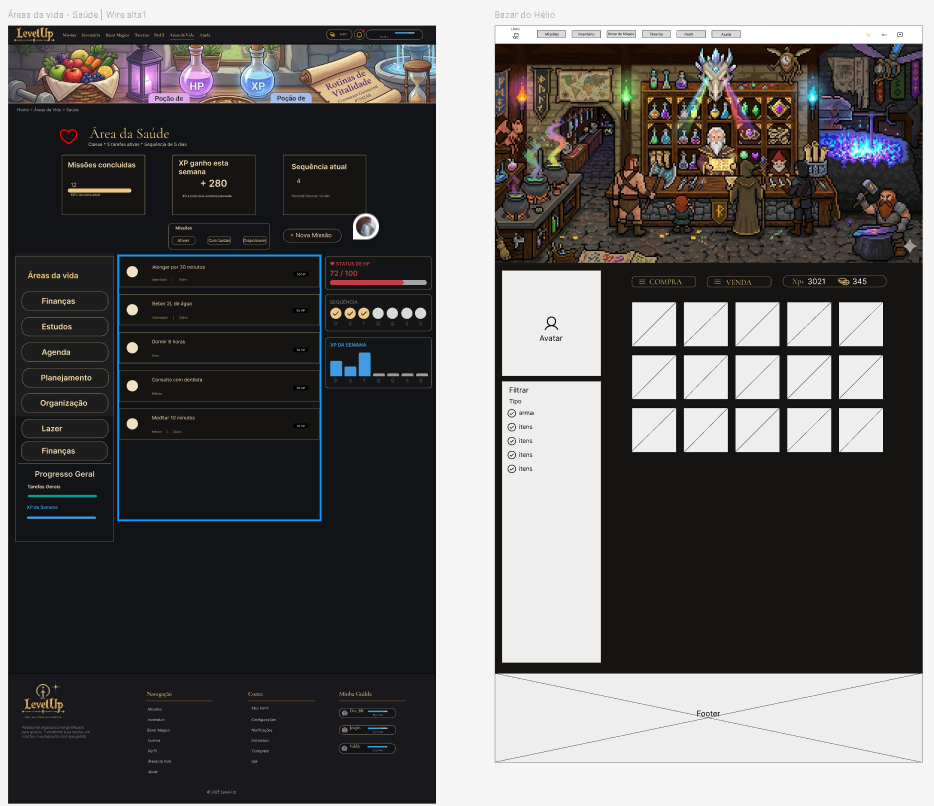 Áreas da vida - Saúde | Wire alta1
LevelUp
Missões Inventário Bazar Mágico Tavernas Perfil Áreas da Vida Ajuda
HP
XP
Poção de
Poção de
Rotinas de
Vitalidade
Home > Áreas da Vida > Saúde
Área da Saúde
Classe * 5 tarefas ativas * Sequência de 5 dias
Missões concluídas
12
XP ganho esta
semana
+ 280
Sequência atual
4
Missões
Ativas
Concluídas
Disponíveis
+ Nova Missão
Áreas da vida
Finanças
Estudos
Agenda
Planejamento
Organização
Lazer
Finanças
Progresso Geral
Tarefas Gerais
XP da Semana
Alongar por 30 minutos
Beber 2L de água
Dormir 8 horas
Consulta com dentista
Meditar 10 minutos
STATUS DE HP
72 / 100
SEQUÊNCIA
D S T Q Q S S
XP DA SEMANA
D S T Q Q S S
LevelUp
Navegação
Missões
Inventário
Bazar Mágico
Taverna
Perfil
Áreas da Vida
Ajuda
Conta
Meu Perfil
Configurações
Notificações
Conquistas
Sair
Minha Guilda
© 2025 LevelUp
Bazar do Hélio
Missões
Inventário
Bazar do Mágico
Taverna
Perfil
Ajuda
Avatar
Filtrar
Tipo
armas
itens
itens
itens
itens
COMPRA
VENDA
Xp+ 3021
345
Footer